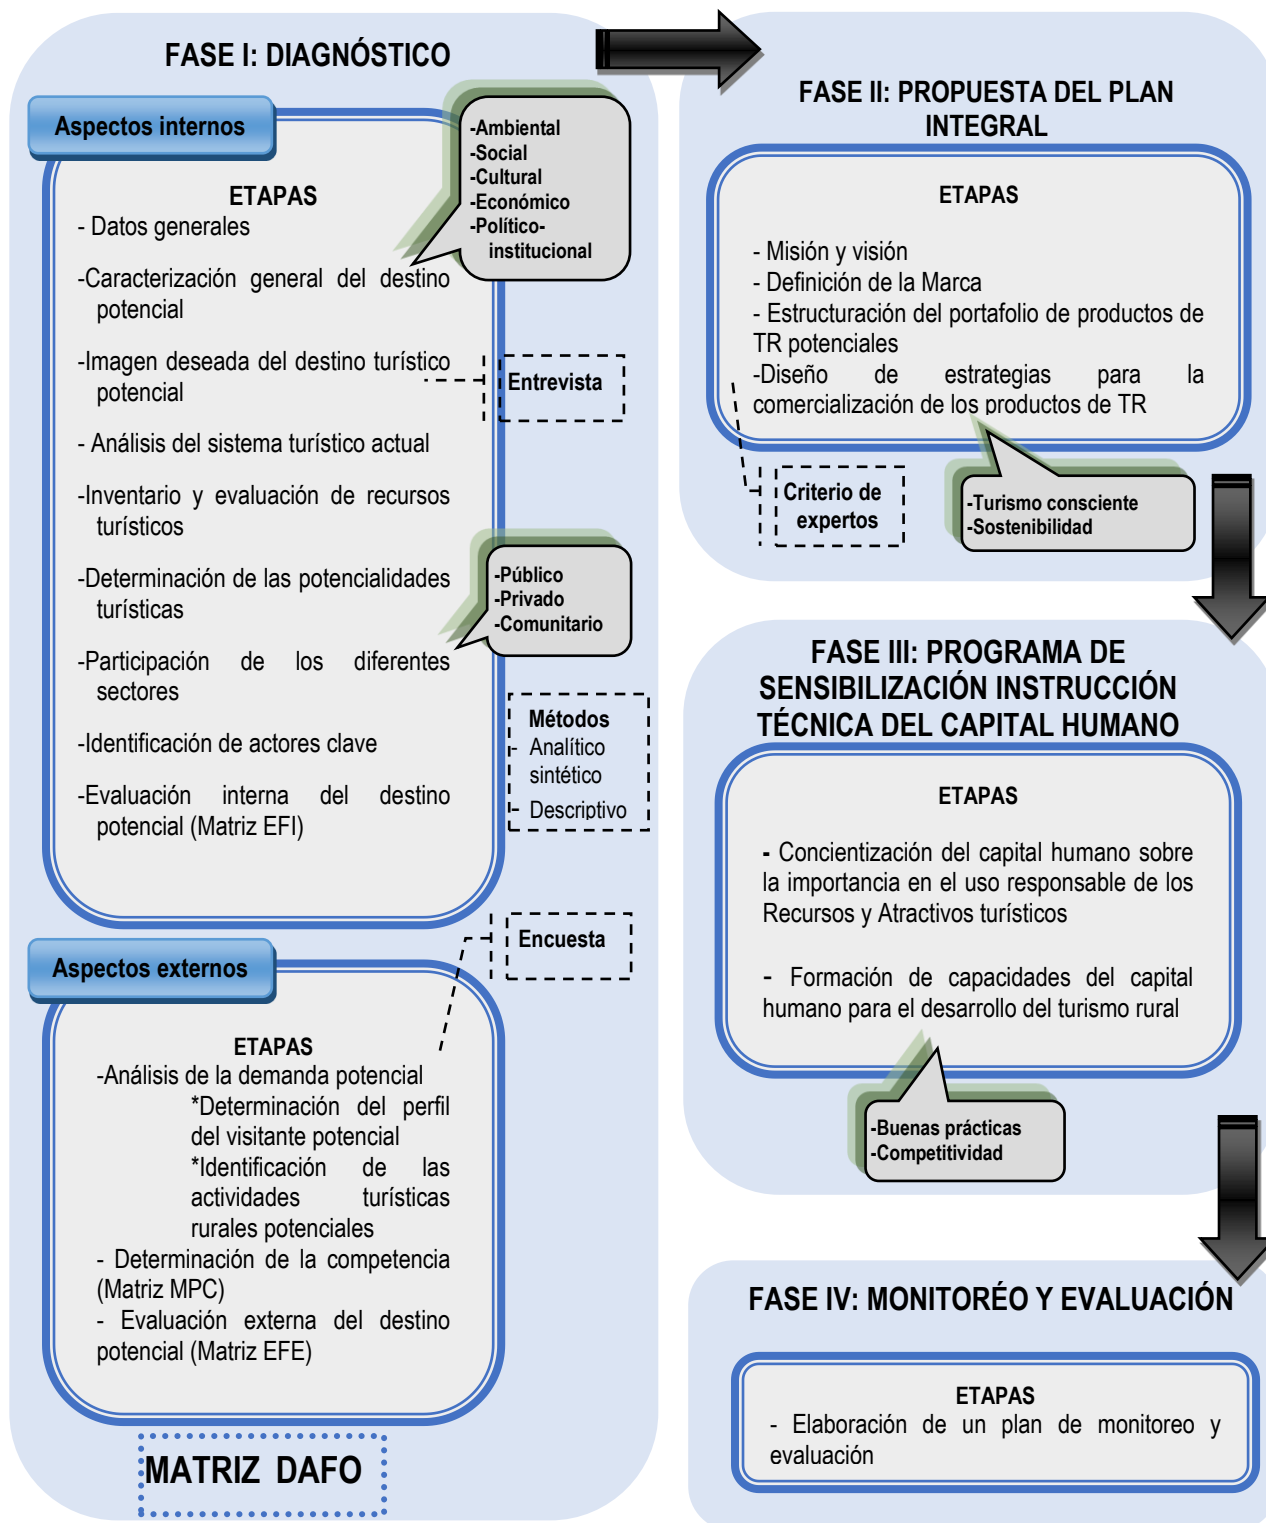 FASE I: DIAGNÓSTICO
Aspectos internos
-Ambiental
-Social
-Cultural
-Económico
-Político-
institucional
ETAPAS
- Datos generales
-Caracterización general del destino
potencial
-Imagen deseada del destino turístico
potencial
Entrevista
- Análisis del sistema turístico actual
-Inventario y evaluación de recursos
turísticos
-Determinación de las potencialidades
turísticas
-Público
-Privado
-Comunitario
-Participación de los diferentes
sectores
-Identificación de actores clave
-Evaluación interna del destino
potencial (Matriz EFI)
Métodos
- Analítico
sintético
- Descriptivo
Encuesta
Aspectos externos
ETAPAS
-Análisis de la demanda potencial
*Determinación del perfil
del visitante potencial
*Identificación de las
actividades turísticas
rurales potenciales
- Determinación de la competencia
(Matriz MPC)
- Evaluación externa del destino
potencial (Matriz EFE)
MATRIZ DAFO
FASE II: PROPUESTA DEL PLAN
INTEGRAL
ETAPAS
- Misión y visión
- Definición de la Marca
- Estructuración del portafolio de productos de
TR potenciales
-Diseño de estrategias para la
comercialización de los productos de TR
Criterio de
expertos
-Turismo consciente
-Sostenibilidad
FASE III: PROGRAMA DE
SENSIBILIZACIÓN INSTRUCCIÓN
TÉCNICA DEL CAPITAL HUMANO
ETAPAS
- Concientización del capital humano sobre
la importancia en el uso responsable de los
Recursos y Atractivos turísticos
- Formación de capacidades del capital
humano para el desarrollo del turismo rural
-Buenas prácticas
-Competitividad
FASE IV: MONITORÉO Y EVALUACIÓN
ETAPAS
- Elaboración de un plan de monitoreo y
evaluación